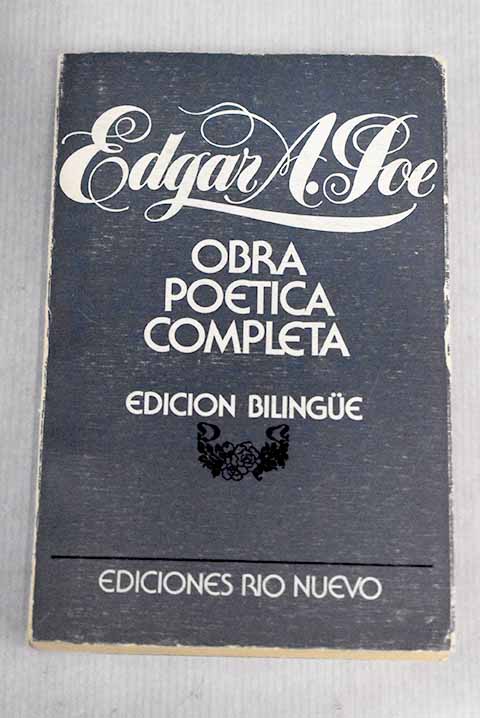 Edgar A. Poe
OBRA
POETICA
COMPLETA
EDICION BILINGÜE
EDICIONES RIO NUEVO